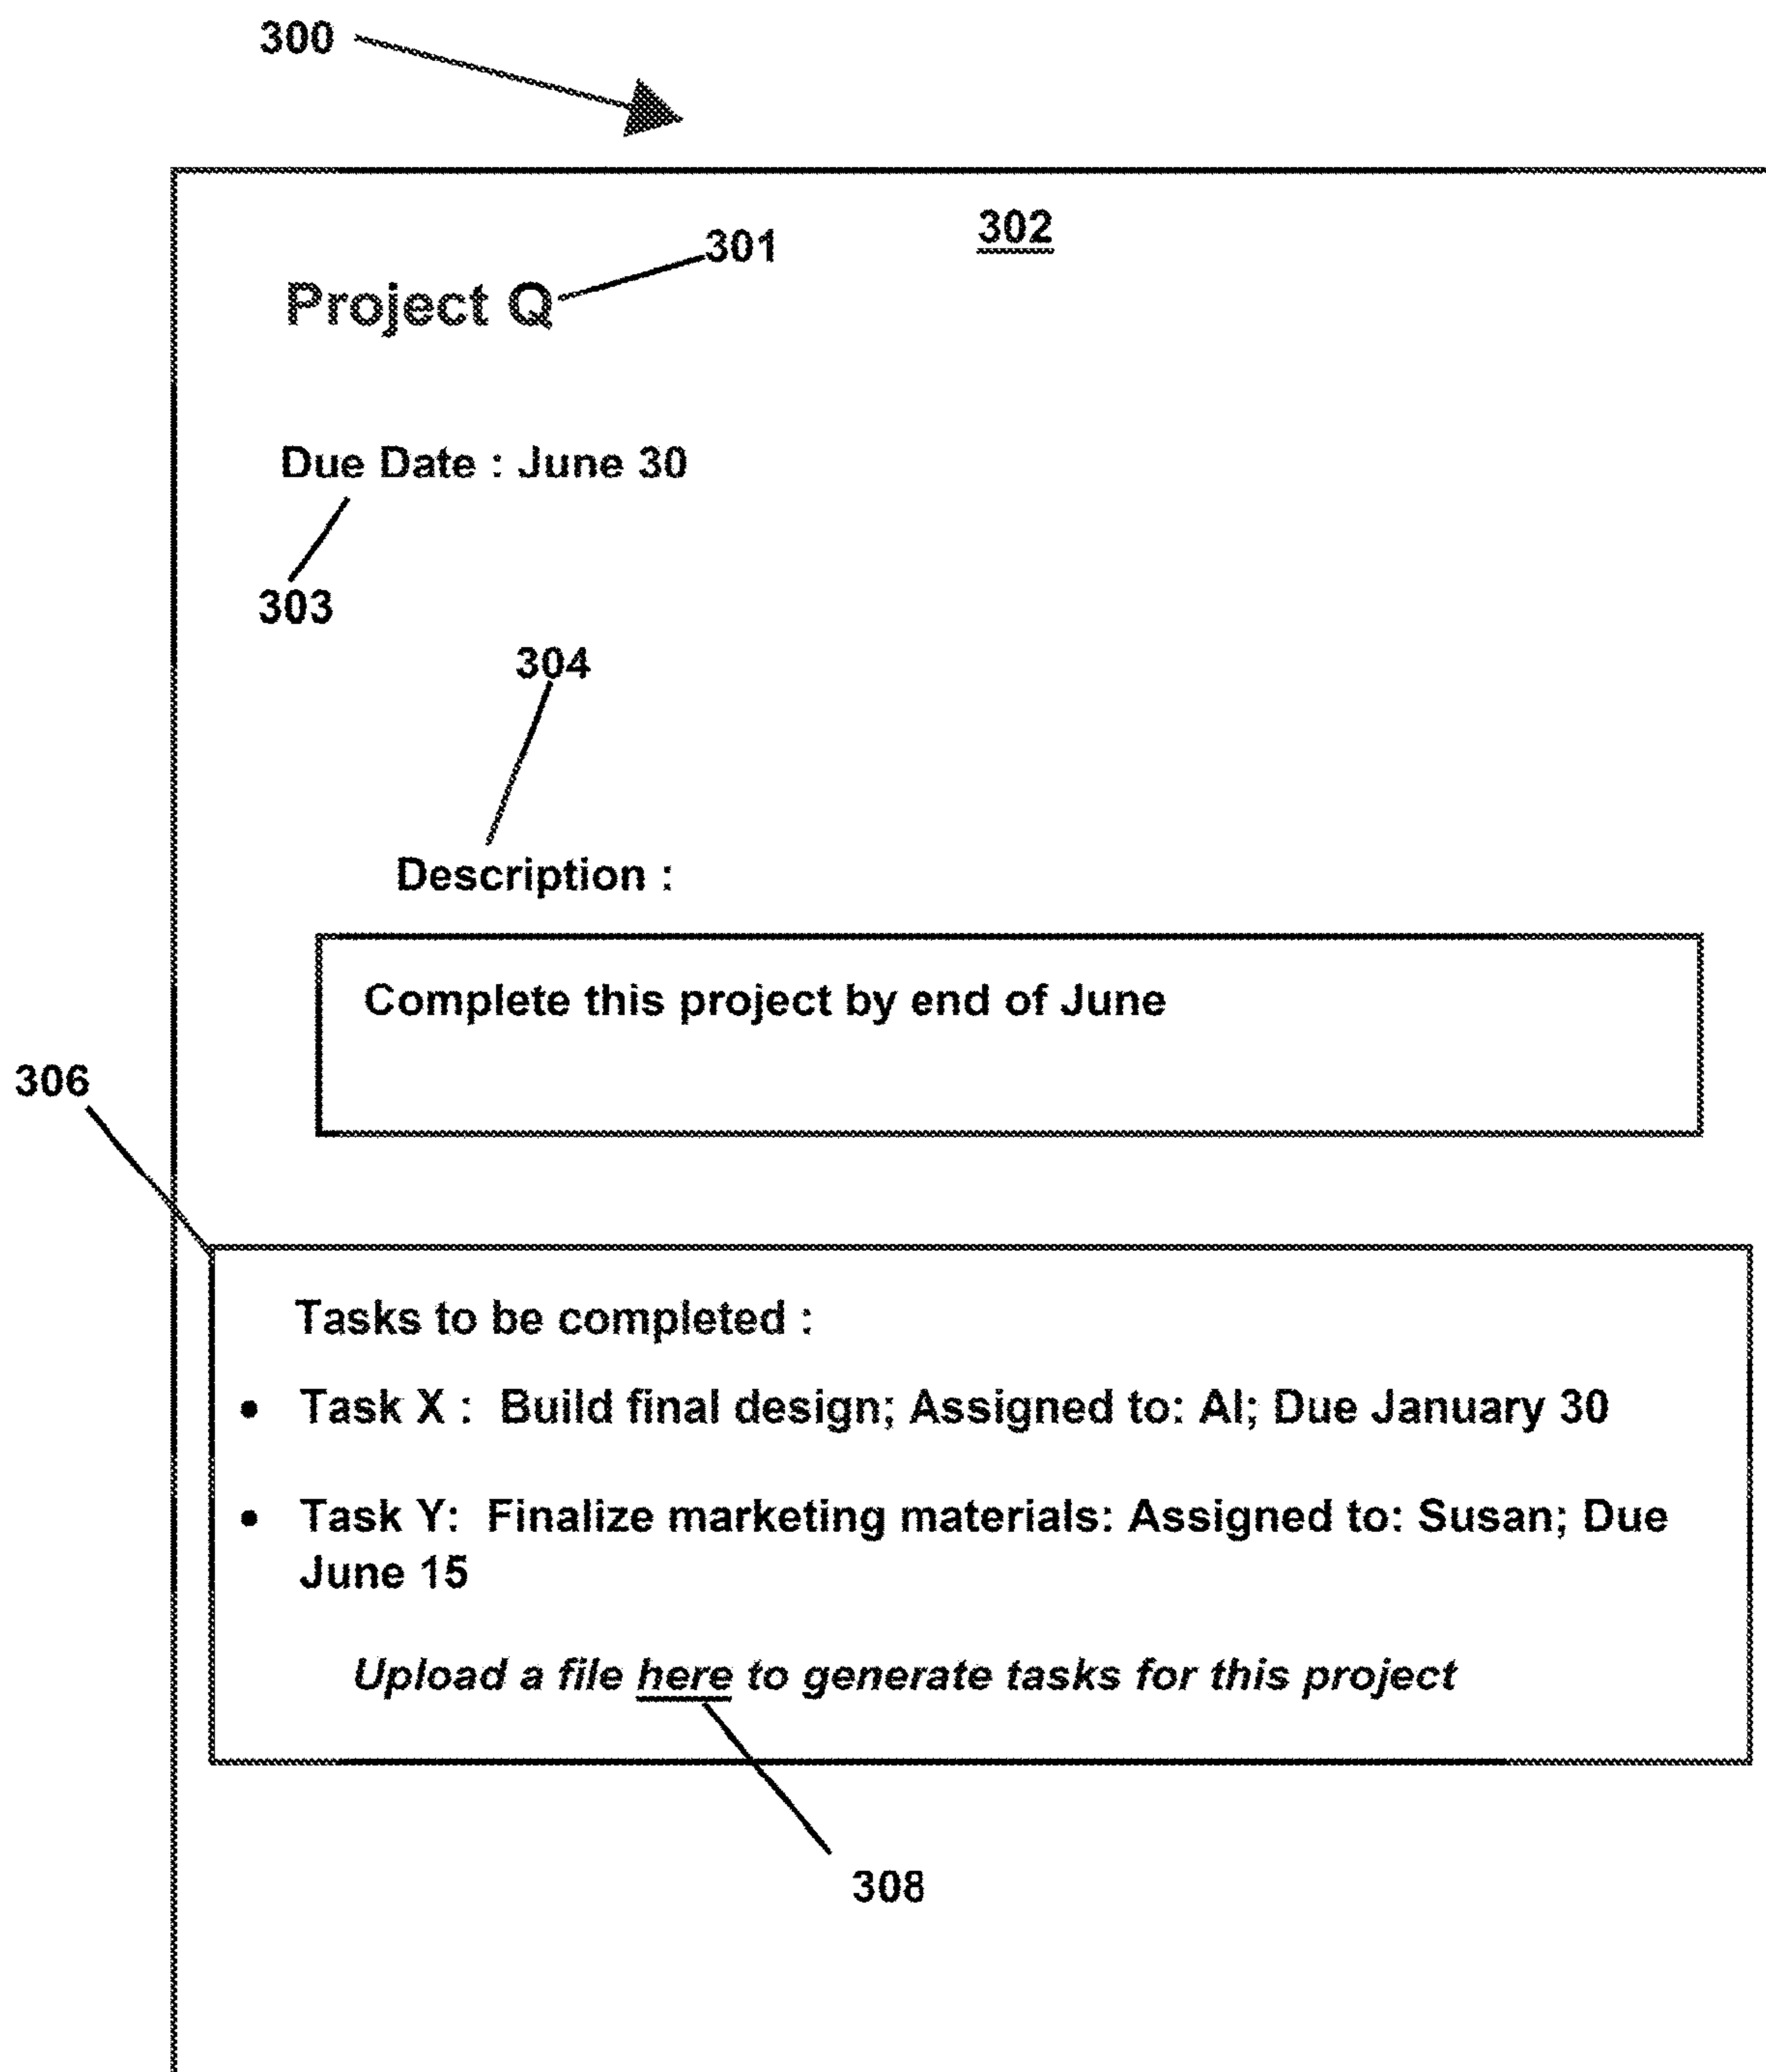 300
302
301
Project Q
Due Date : June 30
303
304
Description :
Complete this project by end of June
306
Tasks to be completed :
• Task X : Build final design; Assigned to: Al; Due January 30
• Task Y: Finalize marketing materials: Assigned to: Susan; Due
June 15
Upload a file here to generate tasks for this project
308